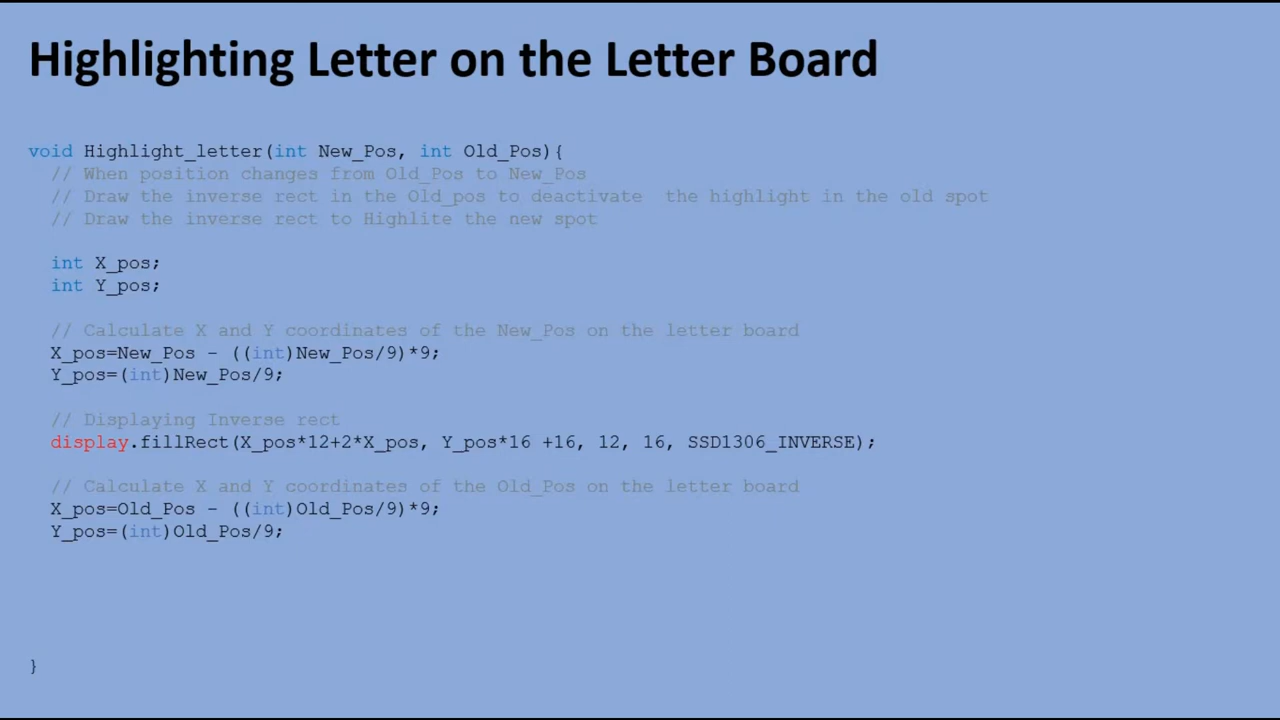 Highlighting Letter on the Letter Board
void Highlight_letter(int New_Pos, int Old_Pos){
// When position changes from Old_Pos to New_Pos
// Draw the inverse rect in the Old_pos to deactivate  the highlight in the old spot
// Draw the inverse rect to Highlite the new spot
int X_pos;
int Y_pos;
// Calculate X and Y coordinates of the New_Pos on the letter board
X_pos=New_Pos - ((int)New_Pos/9)*9;
Y_pos=(int)New_Pos/9;
// Displaying Inverse rect
display.fillRect(X_pos*12+2*X_pos, Y_pos*16 +16, 12, 16, SSD1306_INVERSE);
// Calculate X and Y coordinates of the Old_Pos on the letter board
X_pos=Old_Pos - ((int)Old_Pos/9)*9;
Y_pos=(int)Old_Pos/9;
}